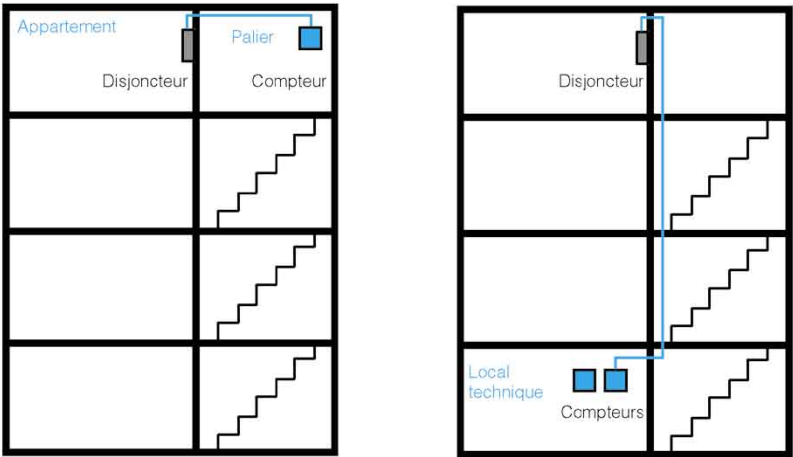 Appartement
Palier
Disjoncteur
Compteur
Disjoncteur
Local
technique
Compteurs